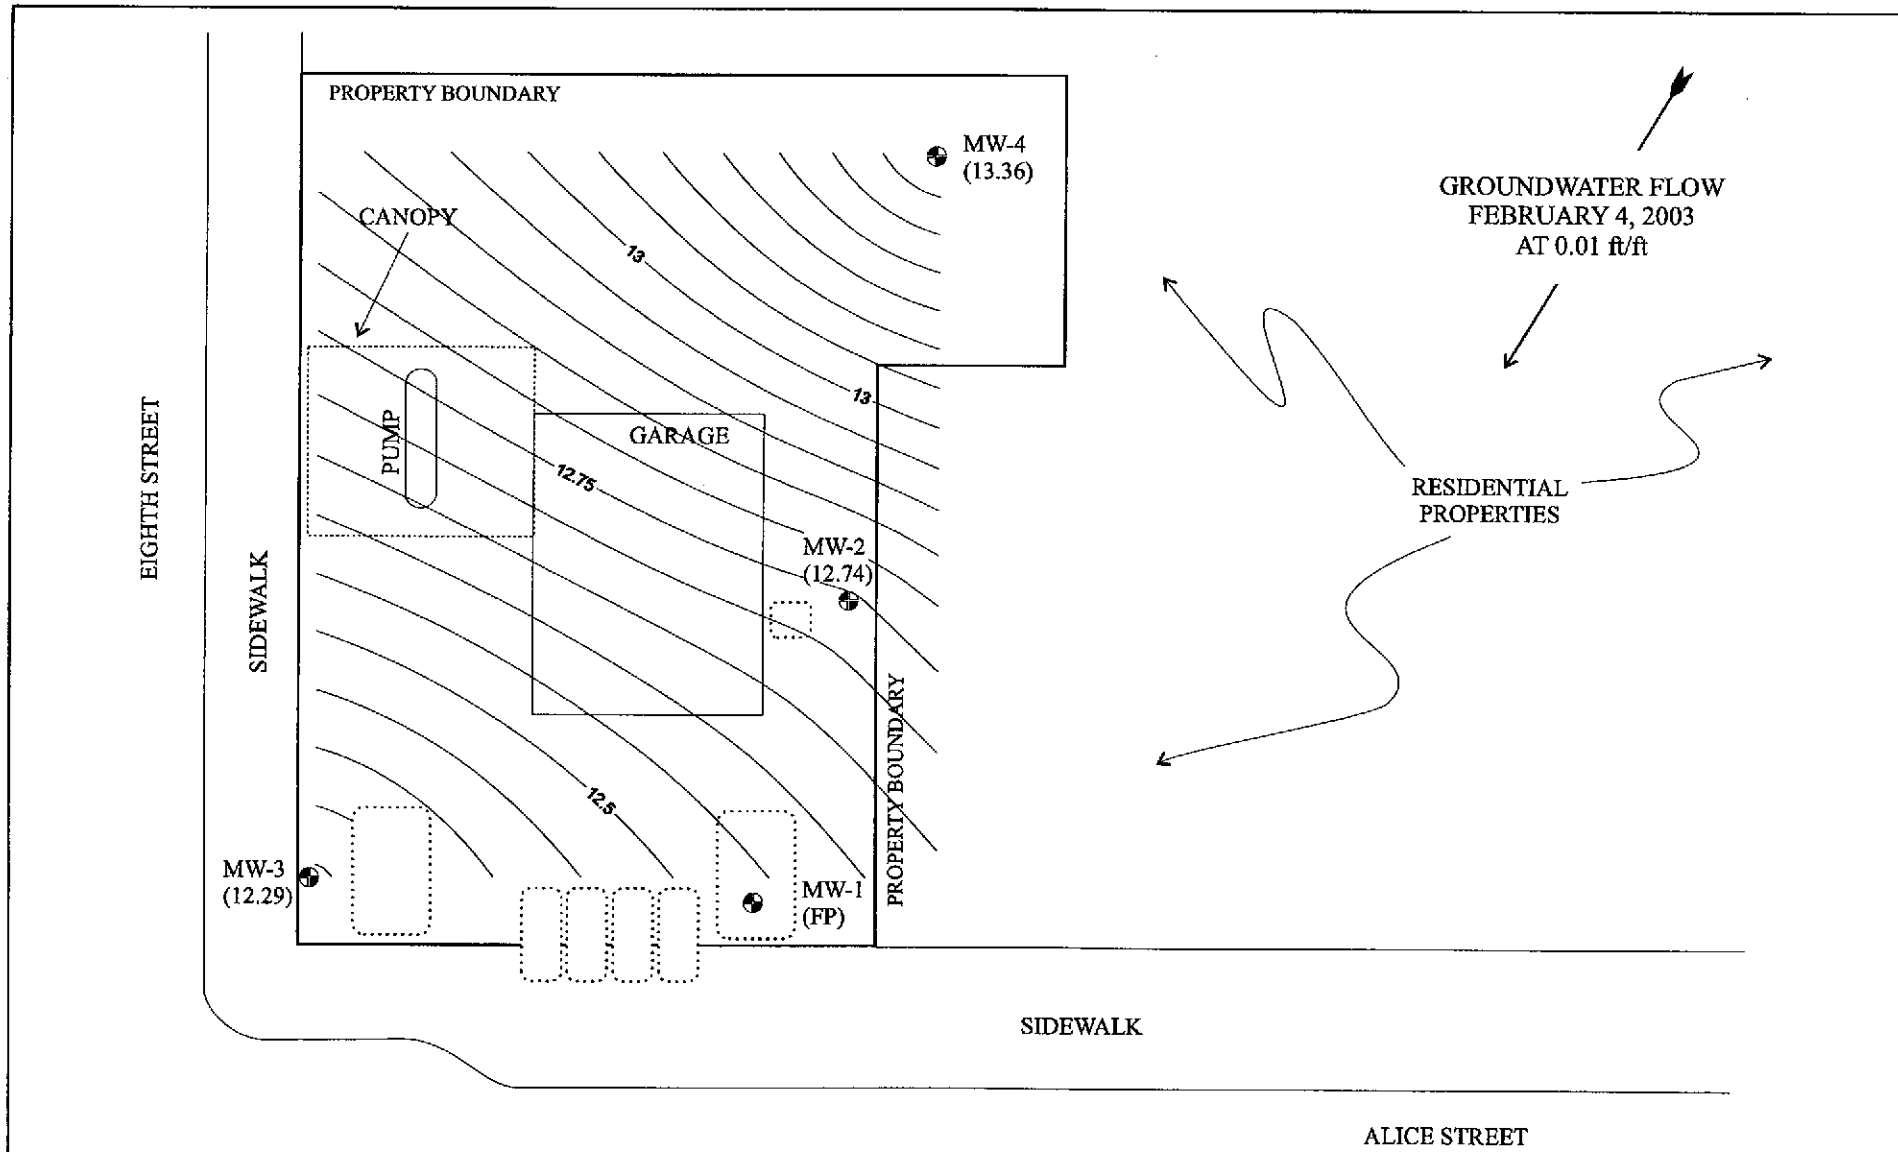 PROPERTY BOUNDARY
MW-4
(13.36)
GROUNDWATER FLOW
FEBRUARY 4, 2003
AT 0.01 ft/ft
CANOPY
13
13
EIGHTH STREET
PUMP
GARAGE
12.75
RESIDENTIAL
PROPERTIES
MW-2
(12.74)
SIDEWALK
PROPERTY BOUNDARY
12.5
MW-3
(12.29)
MW-1
(FP)
SIDEWALK
ALICE STREET